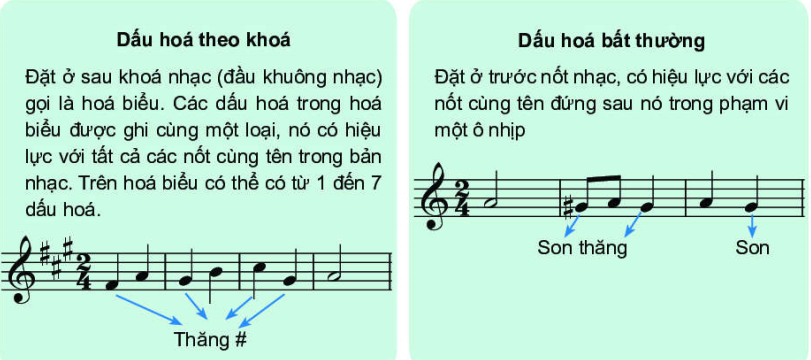 Dấu hoá theo khoá
Đặt ở sau khoá nhạc (đầu khuông nhạc)
gọi là hoá biểu. Các dấu hoá trong hoá
biểu được ghi cùng một loại, nó có hiệu
lực với tất cả các nốt cùng tên trong bản
nhạc. Trên hoá biểu có thể có từ 1 đến 7
dấu hoá.
2
4
Thăng #
Dấu hoá bất thường
Đặt ở trước nốt nhạc, có hiệu lực với các
nốt cùng tên đứng sau nó trong phạm vi
một ô nhịp
2
4
Son thăng
Son